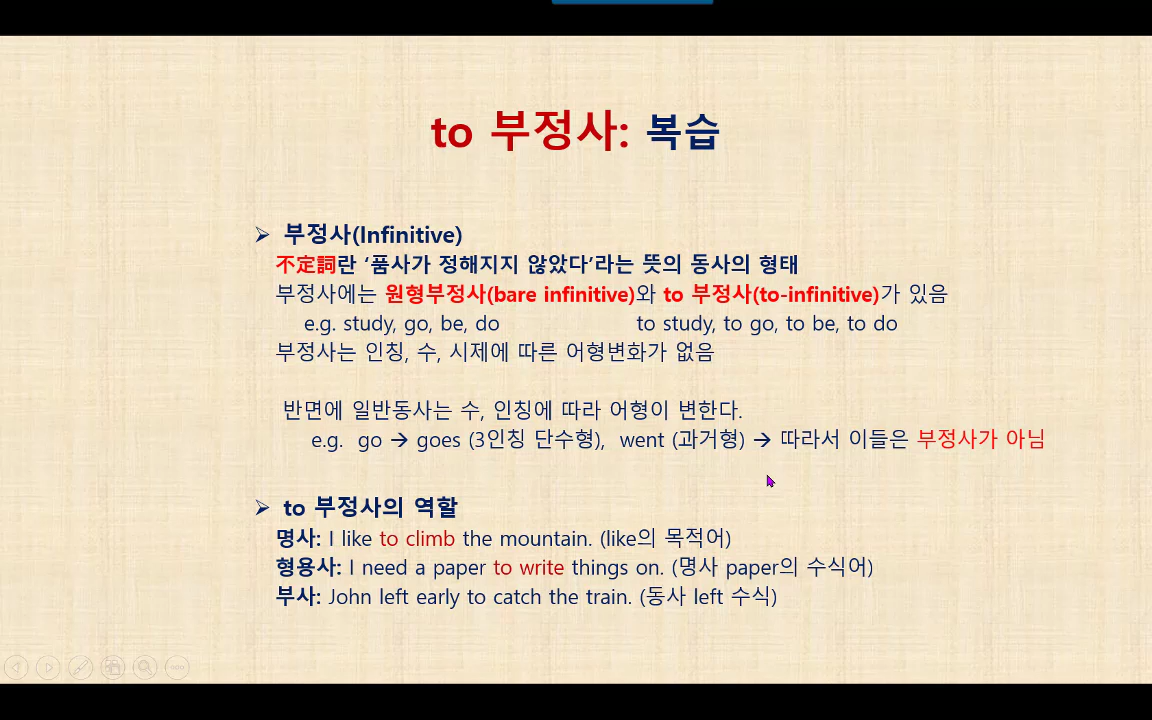 to 부정사: 복습
➢ 부정사(Infinitive)
不定詞란 ‘품사가 정해지지 않았다’라는 뜻의 동사의 형태
부정사에는 원형부정사(bare infinitive)와 to 부정사(to-infinitive)가 있음
e.g. study, go, be, do to study, to go, to be, to do
부정사는 인칭, 수, 시제에 따른 어형변화가 없음
반면에 일반동사는 수, 인칭에 따라 어형이 변한다.
e.g. go → goes (3인칭 단수형), went (과거형) → 따라서 이들은 부정사가 아님
➢ to 부정사의 역할
명사: I like to climb the mountain. (like의 목적어)
형용사: I need a paper to write things on. (명사 paper의 수식어)
부사: John left early to catch the train. (동사 left 수식)